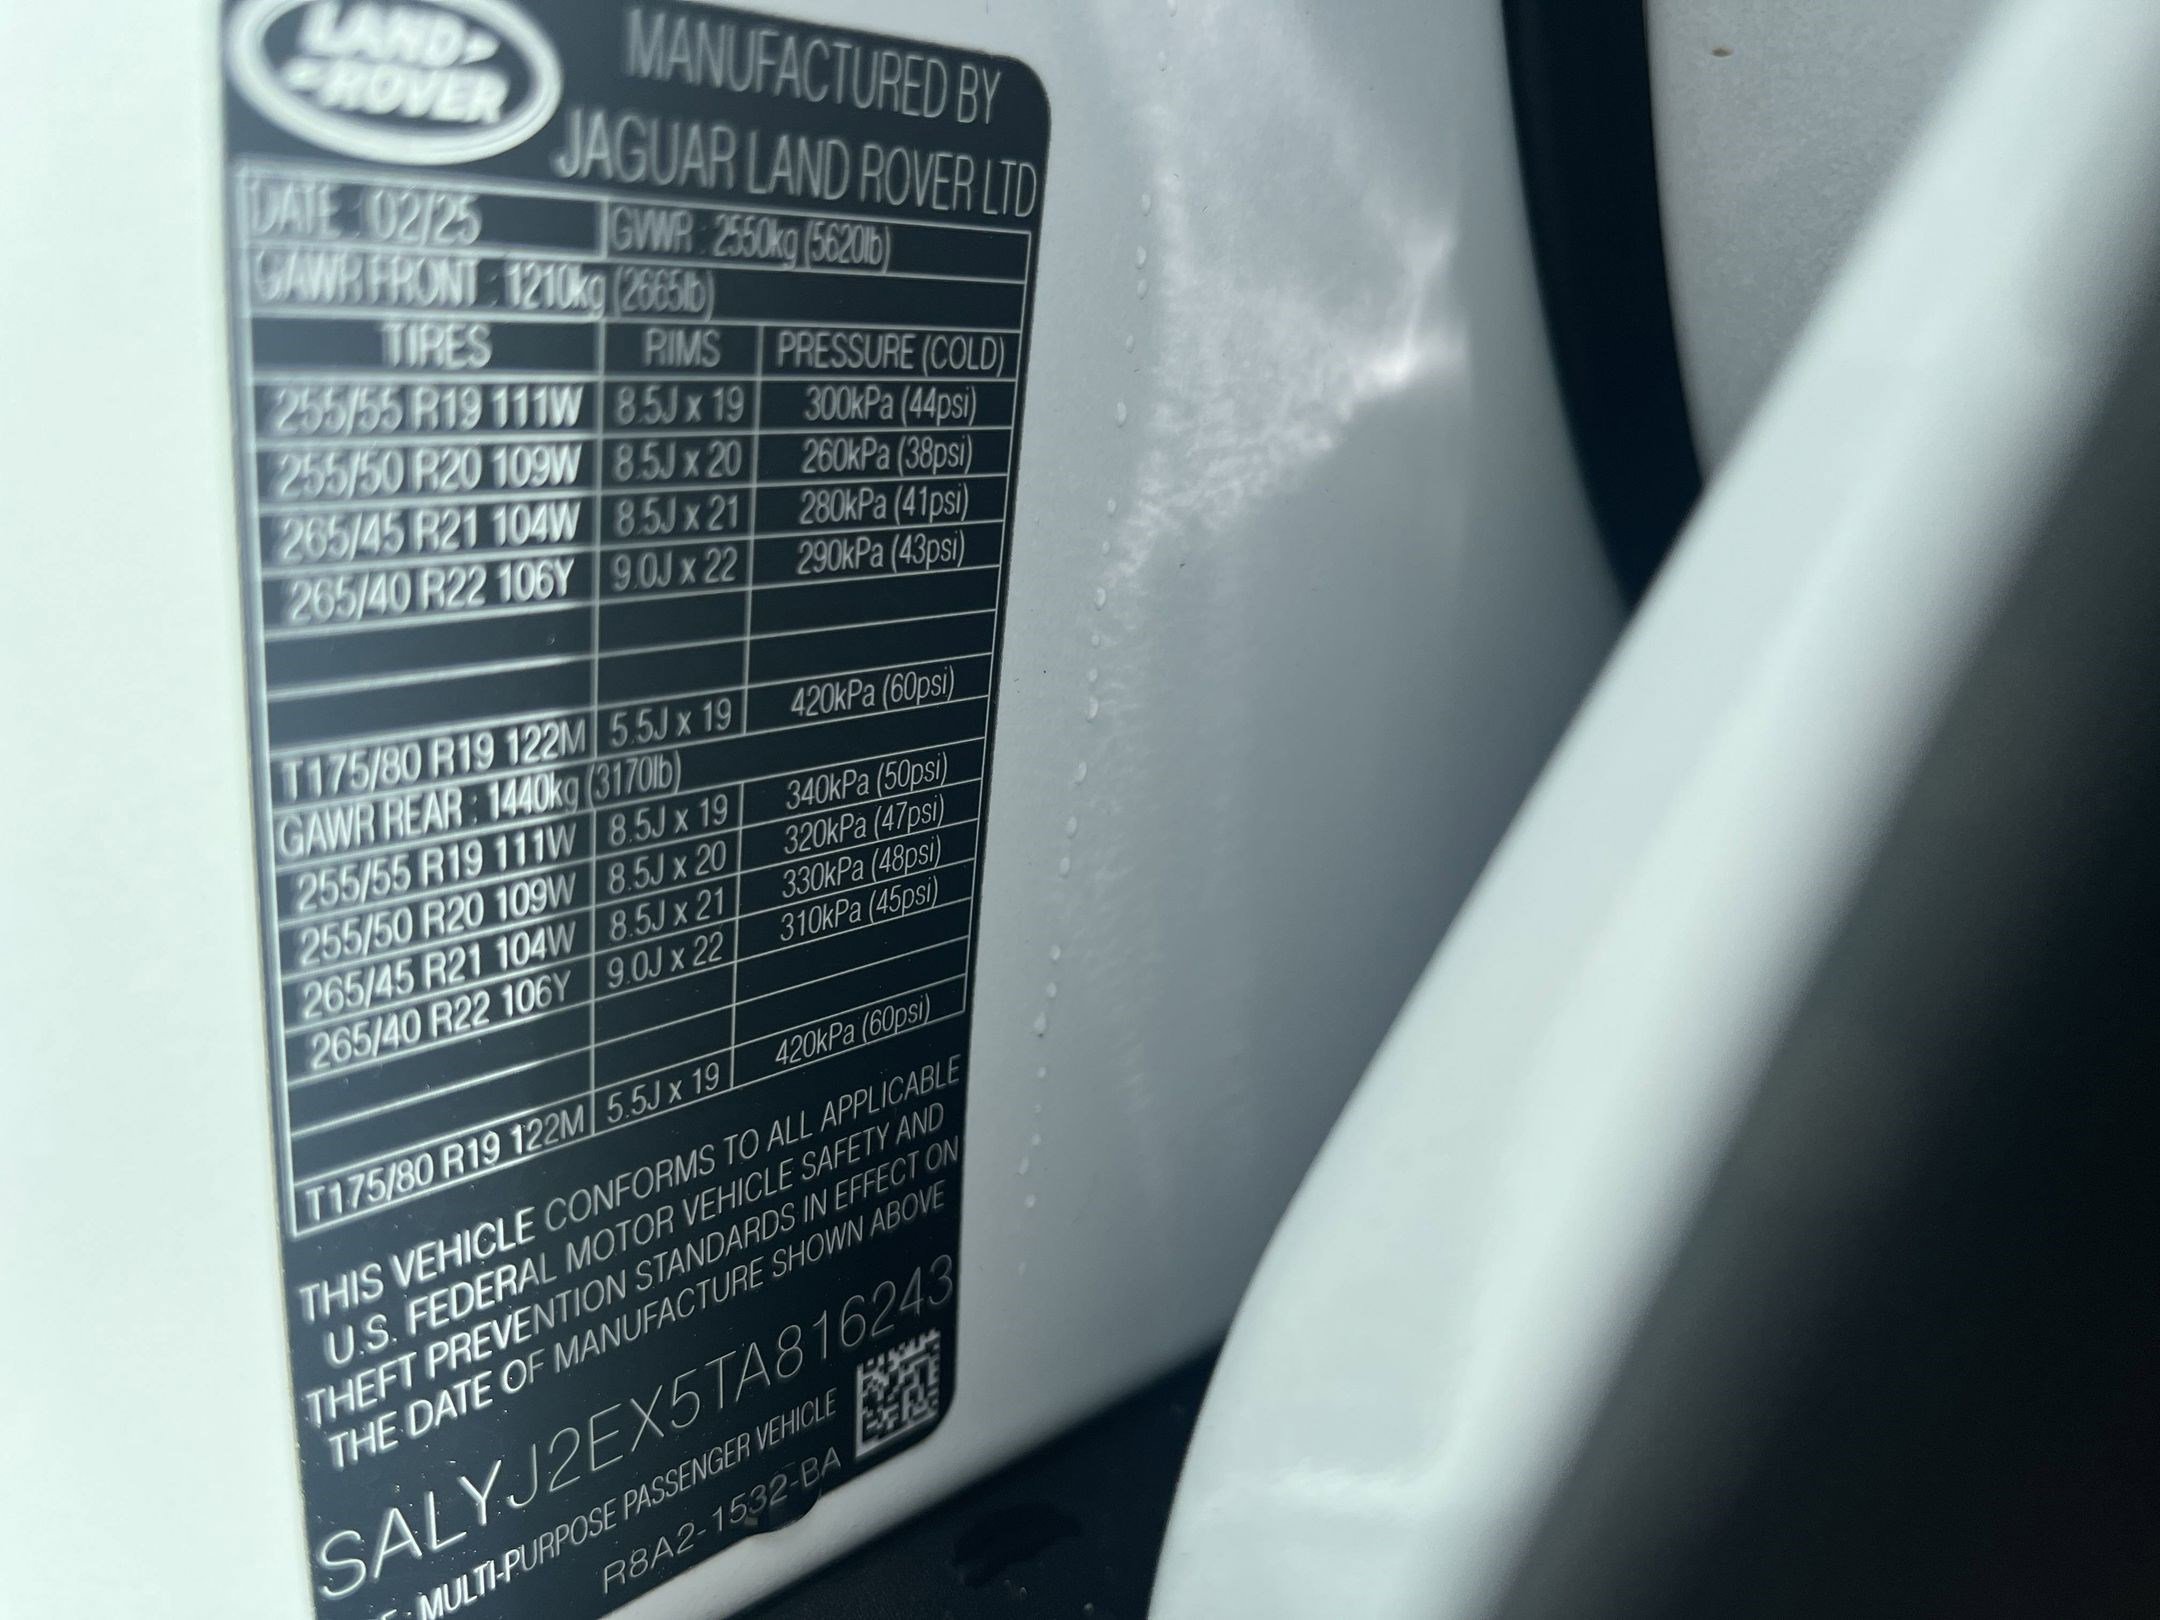 LAND ROVER
MANUFACTURED BY
JAGUAR LAND ROVER LTD
DATE : 02/25 GVWR : 2550kg (5620lb)
GAWR FRONT : 1210kg (2665lb)
TIRES RIMS PRESSURE (COLD)
255/55 R19 111W 8.5J x 19 300kPa (44psi)
255/50 R20 109W 8.5J x 20 260kPa (38psi)
265/45 R21 104W 8.5J x 21 280kPa (41psi)
265/40 R22 106Y 9.0J x 22 290kPa (43psi)
T175/80 R19 122M 5.5J x 19 420kPa (60psi)
GAWR REAR : 1440kg (3170lb)
255/55 R19 111W 8.5J x 19 340kPa (50psi)
255/50 R20 109W 8.5J x 20 320kPa (47psi)
265/45 R21 104W 8.5J x 21 330kPa (48psi)
265/40 R22 106Y 9.0J x 22 310kPa (45psi)
T175/80 R19 122M 5.5J x 19 420kPa (60psi)
THIS VEHICLE CONFORMS TO ALL APPLICABLE
U.S. FEDERAL MOTOR VEHICLE SAFETY AND
THEFT PREVENTION STANDARDS IN EFFECT ON
THE DATE OF MANUFACTURE SHOWN ABOVE
SALYJ2EX5TA816243
: MULTI-PURPOSE PASSENGER VEHICLE
R8A2-1532-BA